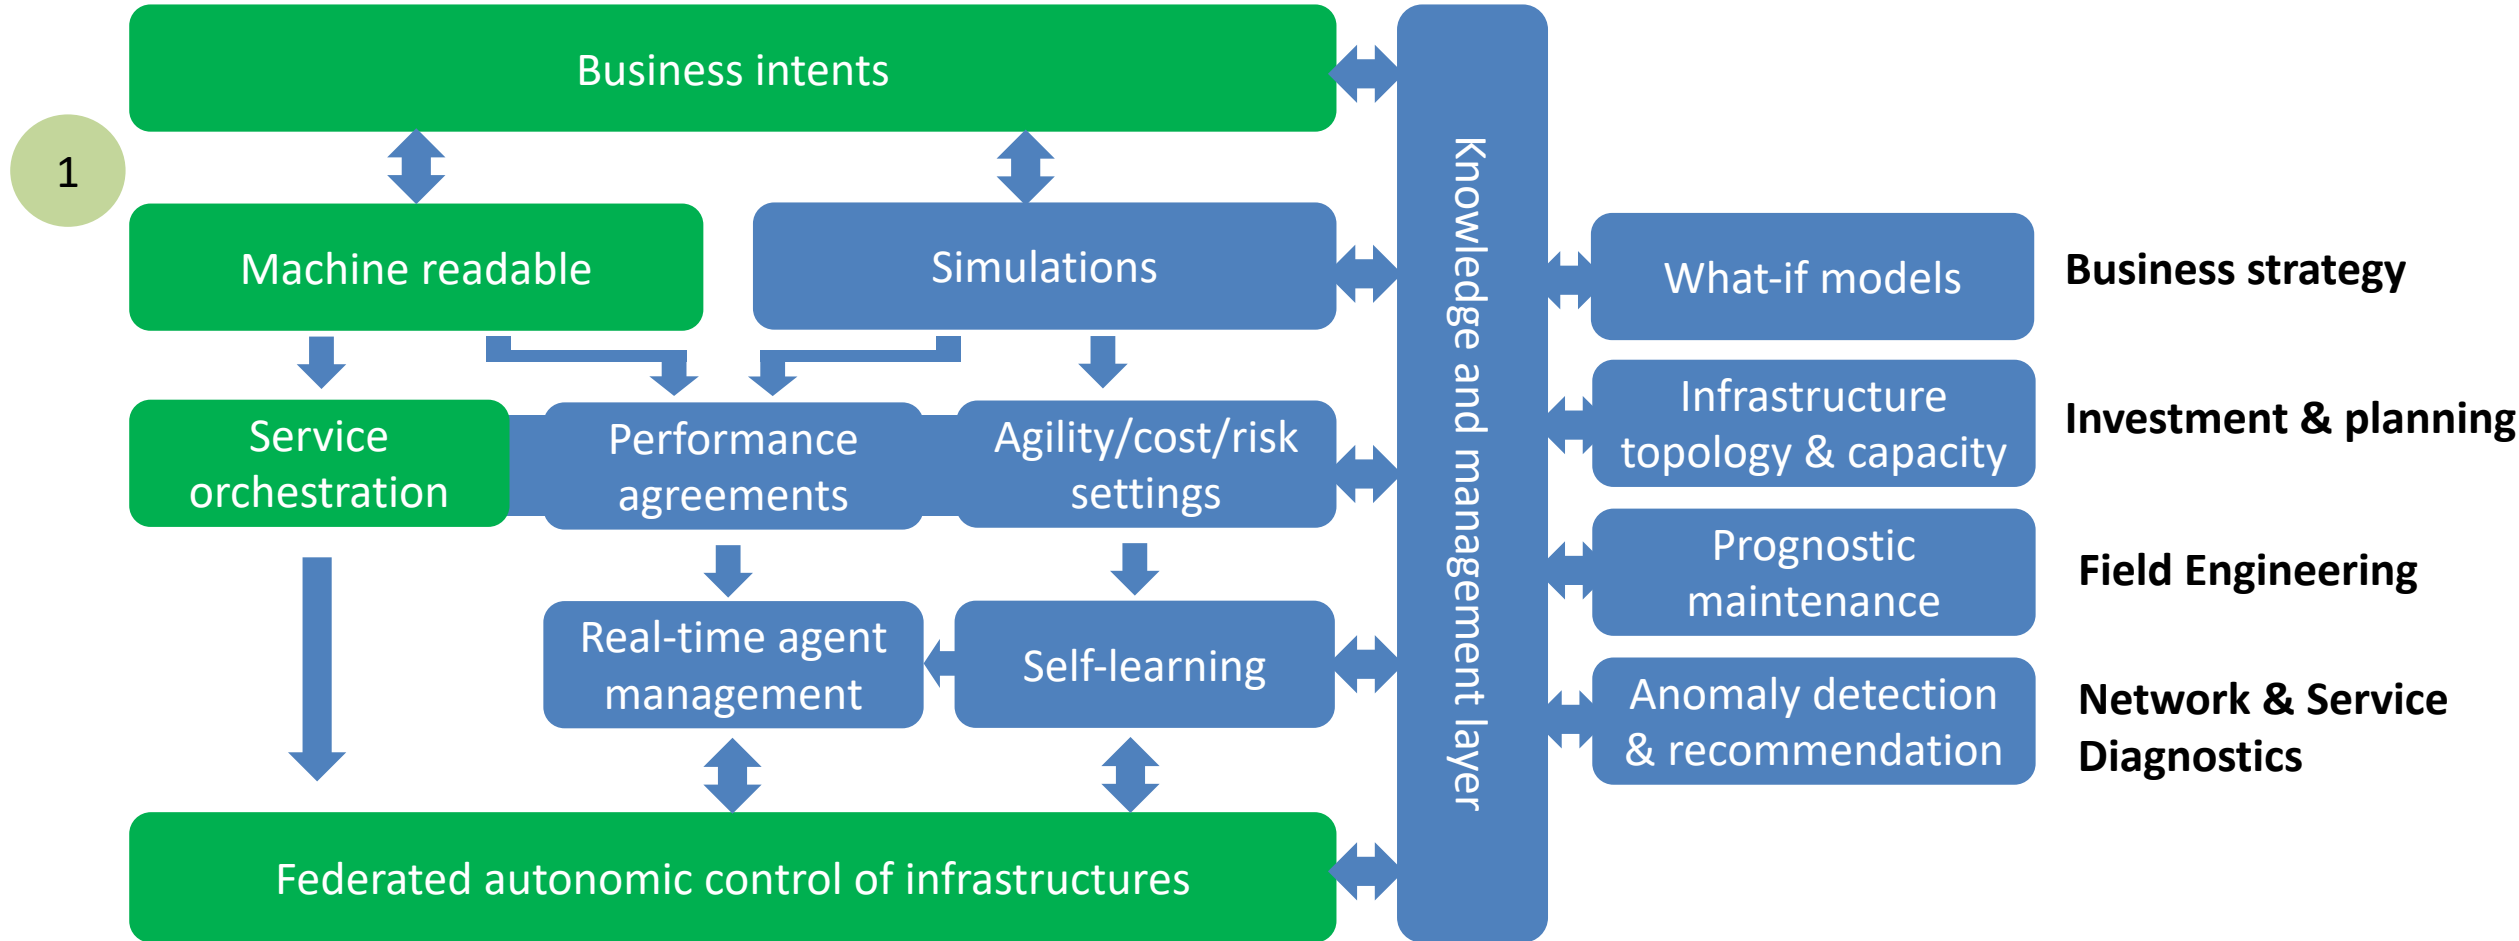 Business intents
1
Machine readable
Simulations
Service
orchestration
Performance
agreements
Agility/cost/risk
settings
Real-time agent
management
Self-learning
Federated autonomic control of infrastructures
Knowledge and management layer
What-if models
Business strategy
Infrastructure
topology & capacity
Investment & planning
Prognostic
maintenance
Field Engineering
Anomaly detection
& recommendation
Network & Service
Diagnostics